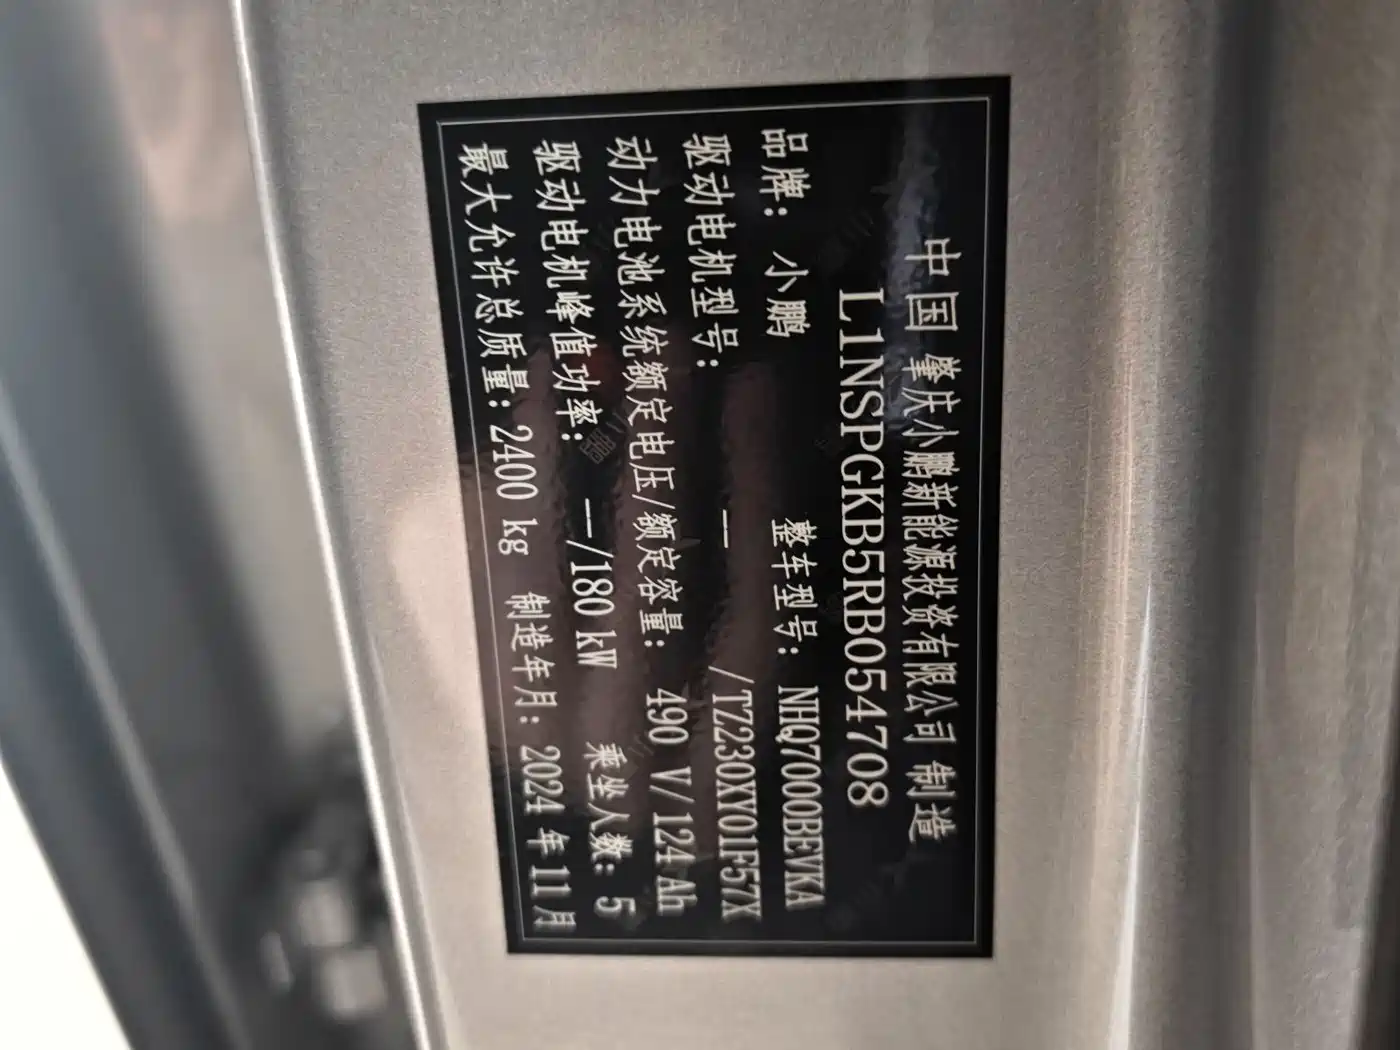 中国 肇庆小鹏新能源投资有限公司 制造
L1NSPGKB5RB054708
品牌: 小鹏 整车型号: NHQ7000BEVKA
驱动电机型号: —— /TZ230XY01F57X
动力电池系统额定电压/额定容量: 490 V/124 Ah
驱动电机峰值功率: ——/180 kW 乘坐人数: 5
最大允许总质量: 2400 kg 制造年月: 2024 年 11 月